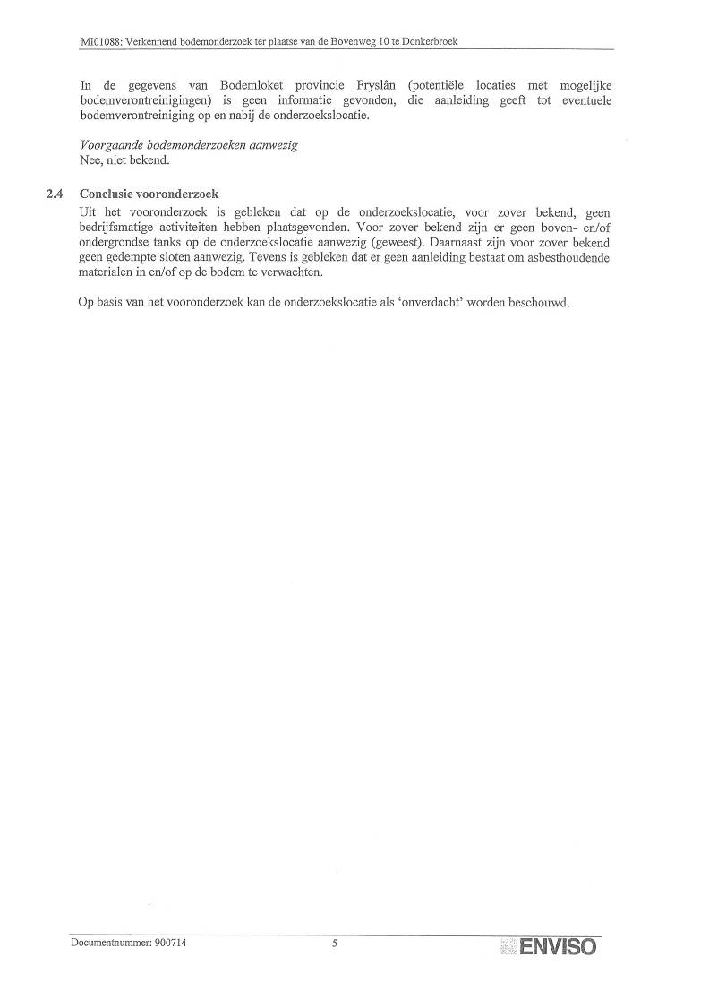 MI01088: Verkennend bodemonderzoek ter plaatse van de Bovenweg 10 te Donkerbroek
In de gegevens van Bodemloket provincie Fryslân (potentiële locaties met mogelijke
bodemverontreinigingen) is geen informatie gevonden, die aanleiding geeft tot eventuele
bodemverontreiniging op en nabij de onderzoekslocatie.
Voorgaande bodemonderzoeken aanwezig
Nee, niet bekend.
2.4 Conclusie vooronderzoek
Uit het vooronderzoek is gebleken dat op de onderzoekslocatie, voor zover bekend, geen
bedrijfsmatige activiteiten hebben plaatsgevonden. Voor zover bekend zijn er geen boven- en/of
ondergrondse tanks op de onderzoekslocatie aanwezig (geweest). Daarnaast zijn voor zover bekend
geen gedempte sloten aanwezig. Tevens is gebleken dat er geen aanleiding bestaat om asbesthoudende
materialen in en/of op de bodem te verwachten.
Op basis van het vooronderzoek kan de onderzoekslocatie als ‘onverdacht’ worden beschouwd.
Documentnummer: 900714 5 ENVISO